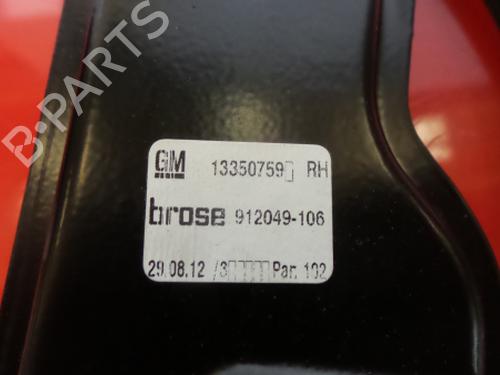 GM 13350759 RH
brose 912049-106
29.08.12 /3 Par. 102
B-PARTS